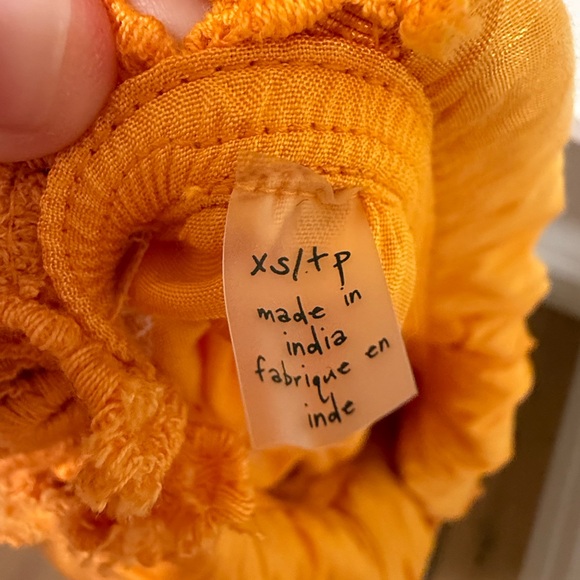 xs/tp
made in
india
fabrique en
inde